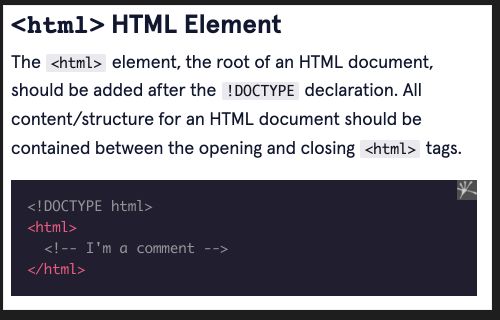 <html> HTML Element
The <html> element, the root of an HTML document,
should be added after the !DOCTYPE declaration. All
content/structure for an HTML document should be
contained between the opening and closing <html> tags.
<!DOCTYPE html>
<html>
  <!-- I'm a comment -->
</html>